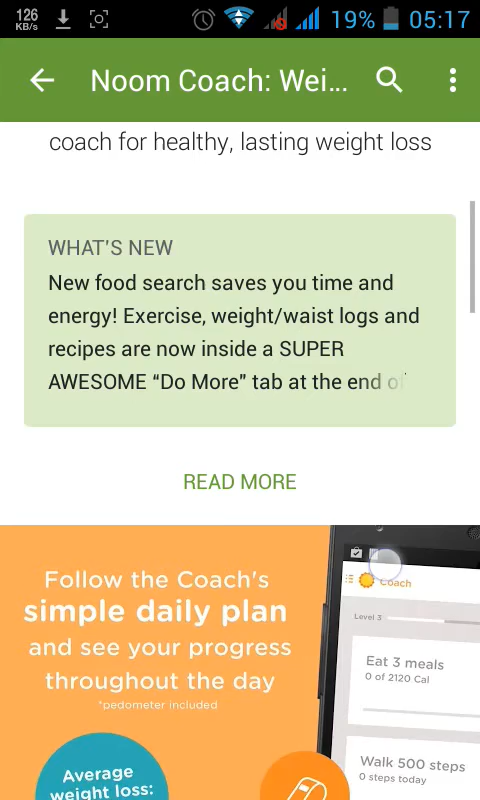 126 KB/s 19% 05:17
Noom Coach: Wei...
coach for healthy, lasting weight loss
WHAT'S NEW
New food search saves you time and
energy! Exercise, weight/waist logs and
recipes are now inside a SUPER
AWESOME “Do More” tab at the end of
READ MORE
Follow the Coach's
simple daily plan
and see your progress
throughout the day
*pedometer included
Average
weight loss:
Coach
Level 3
Eat 3 meals
0 of 2120 Cal
Walk 500 steps
0 steps today